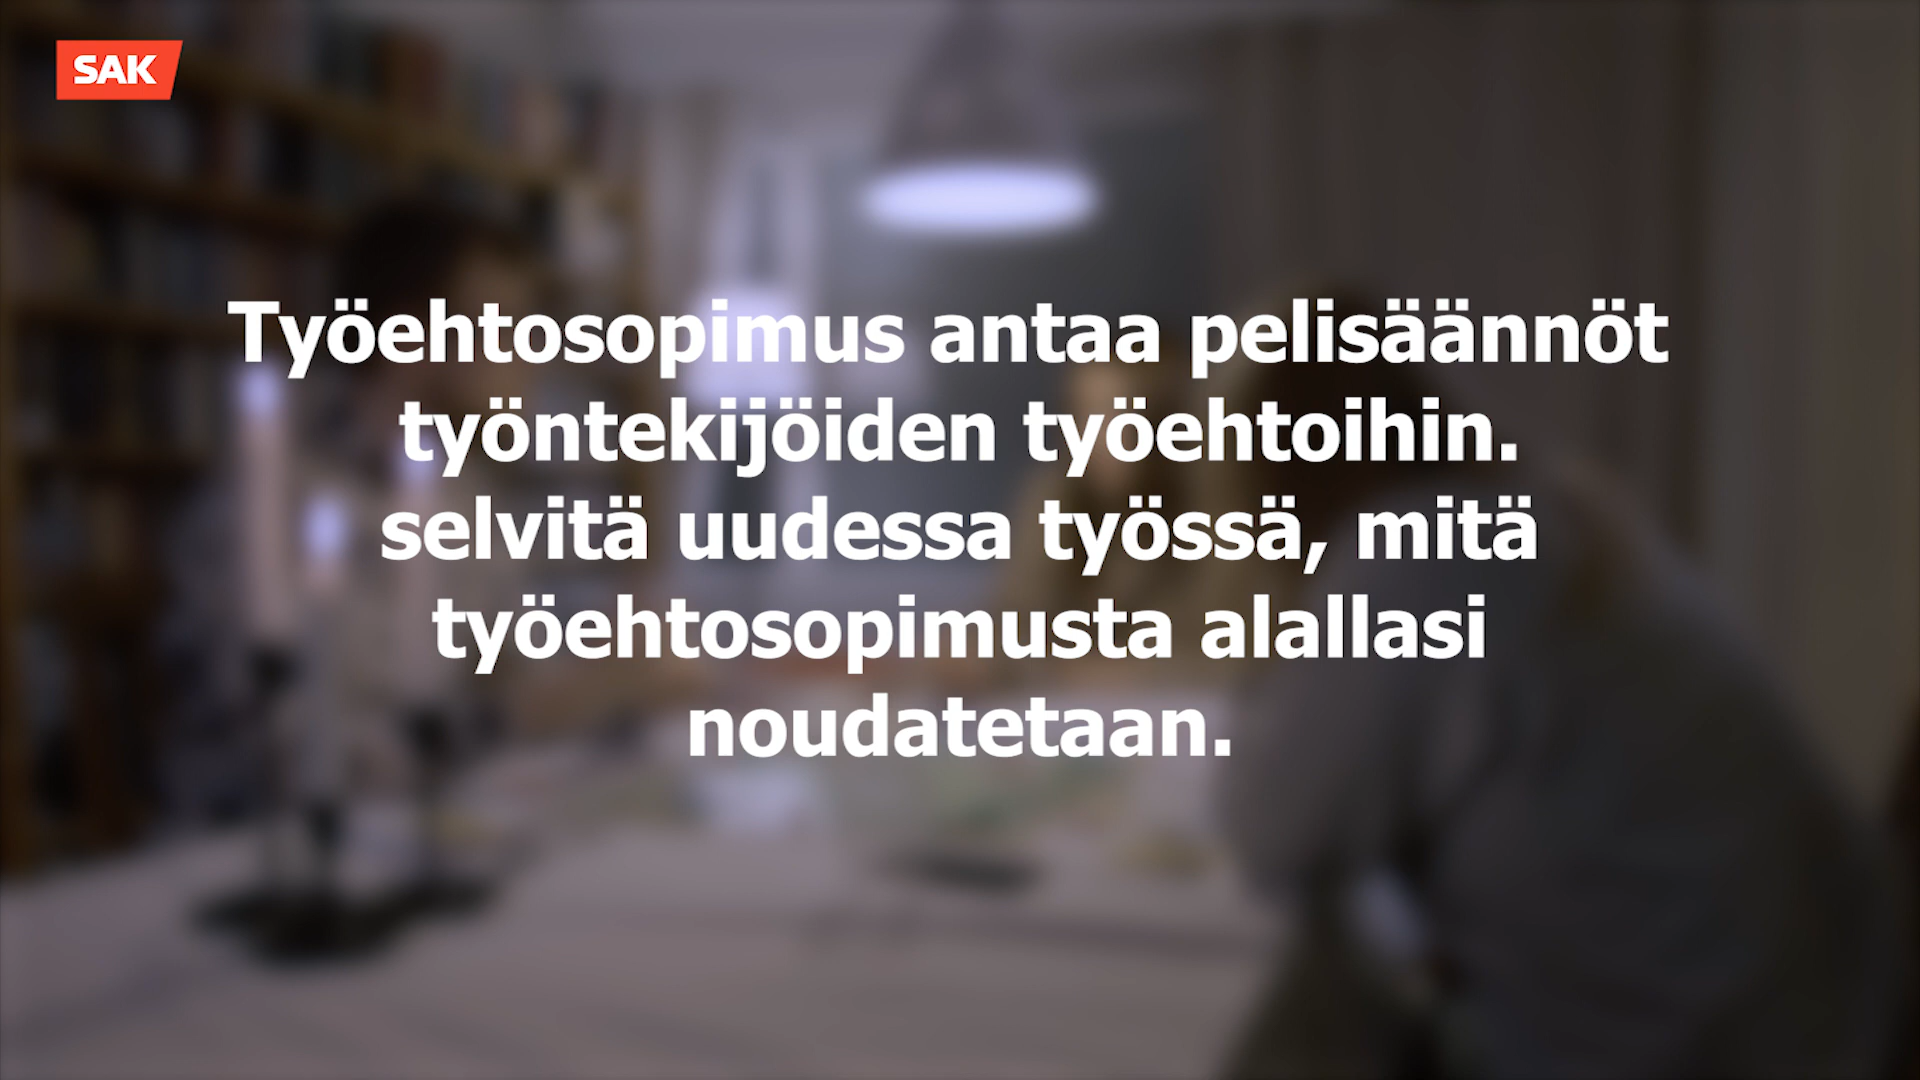 SAK
Työehtosopimus antaa pelisäännöt
työntekijöiden työehtoihin.
selvitä uudessa työssä, mitä
työehtosopimusta alallasi
noudatetaan.